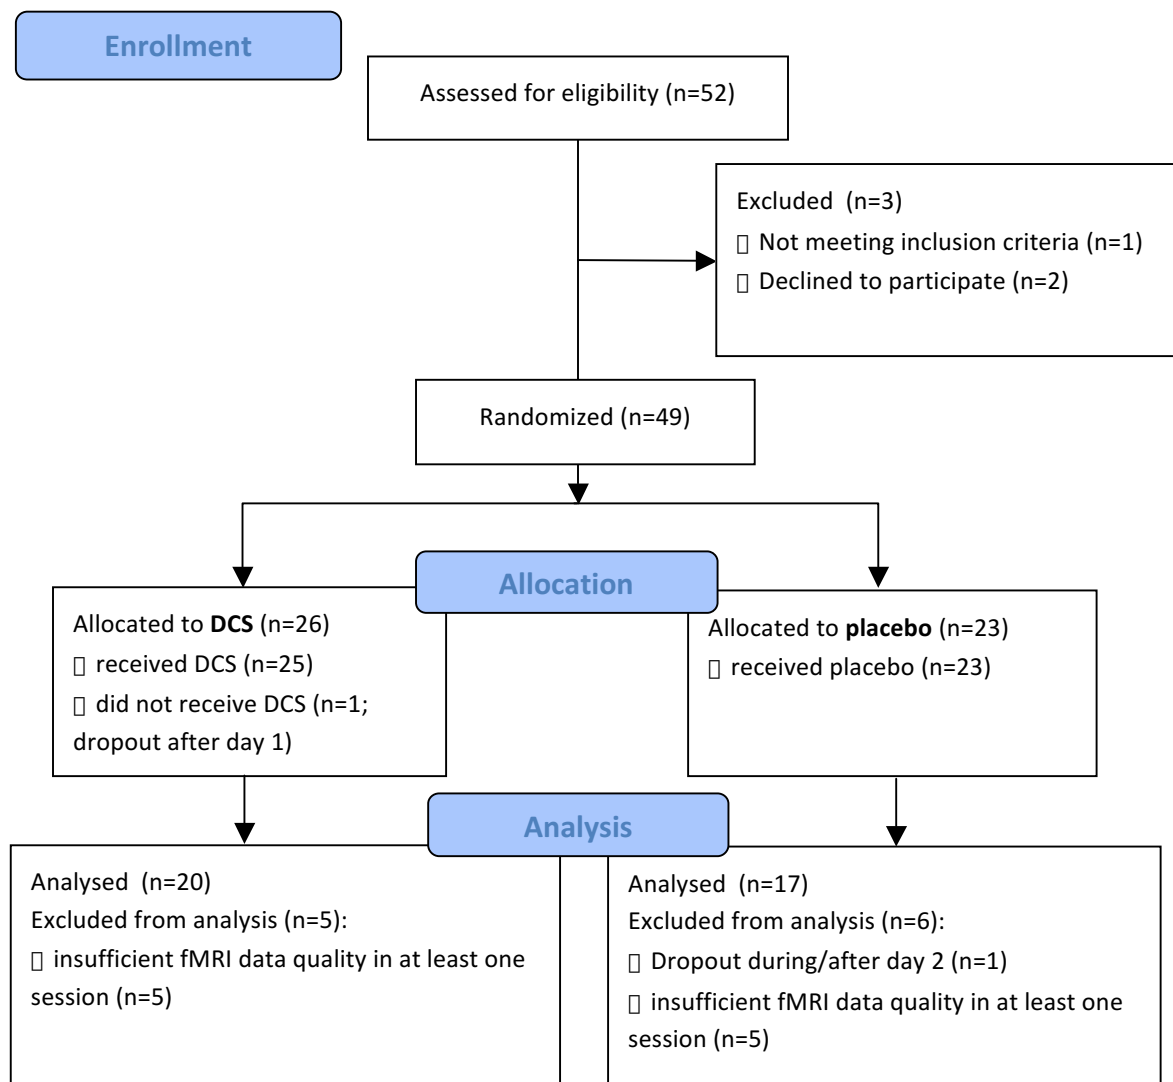 Enrollment
Assessed for eligibility (n=52)
Excluded (n=3)
▯ Not meeting inclusion criteria (n=1)
▯ Declined to participate (n=2)
Randomized (n=49)
Allocation
Allocated to DCS (n=26)
▯ received DCS (n=25)
▯ did not receive DCS (n=1;
dropout after day 1)
Allocated to placebo (n=23)
▯ received placebo (n=23)
Analysis
Analysed (n=20)
Excluded from analysis (n=5):
▯ insufficient fMRI data quality in at least one
session (n=5)
Analysed (n=17)
Excluded from analysis (n=6):
▯ Dropout during/after day 2 (n=1)
▯ insufficient fMRI data quality in at least one
session (n=5)